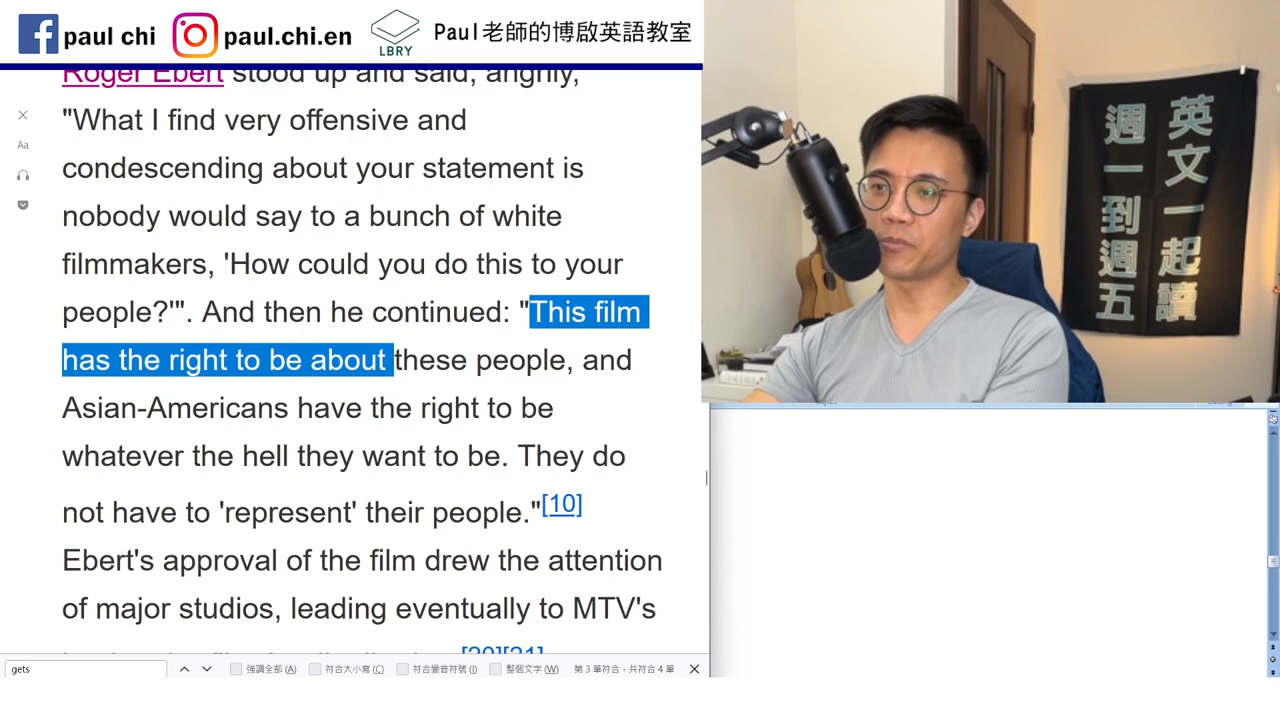 paul chi
paul.chi.en
LBRY
Paul老師的博啟英語教室
Roger Ebert stood up and said, angrily,
"What I find very offensive and
condescending about your statement is
nobody would say to a bunch of white
filmmakers, 'How could you do this to your
people?'". And then he continued: "This film
has the right to be about these people, and
Asian-Americans have the right to be
whatever the hell they want to be. They do
not have to 'represent' their people."[10]
Ebert's approval of the film drew the attention
of major studios, leading eventually to MTV's
Aa
gets
強調全部 (A)
符合大小寫 (C)
符合變音符號 (I)
整個文字 (W)
第 3 筆符合，共符合 4 筆
英文一起讀
週一到週五